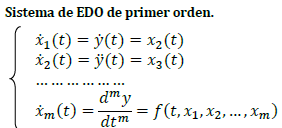 Sistema de EDO de primer orden.
ẋ₁(t) = ẏ(t) = x₂(t)
ẋ₂(t) = ÿ(t) = x₃(t)
… … … … … …
ẋₘ(t) = dᵐy/dtᵐ = f(t, x₁, x₂, …, xₘ)